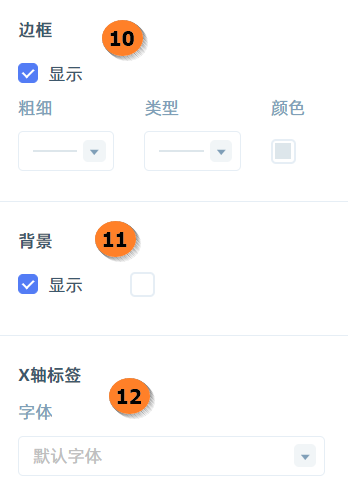 边框 10
显示
粗细 类型 颜色
背景 11
显示
X轴标签 12
字体
默认字体